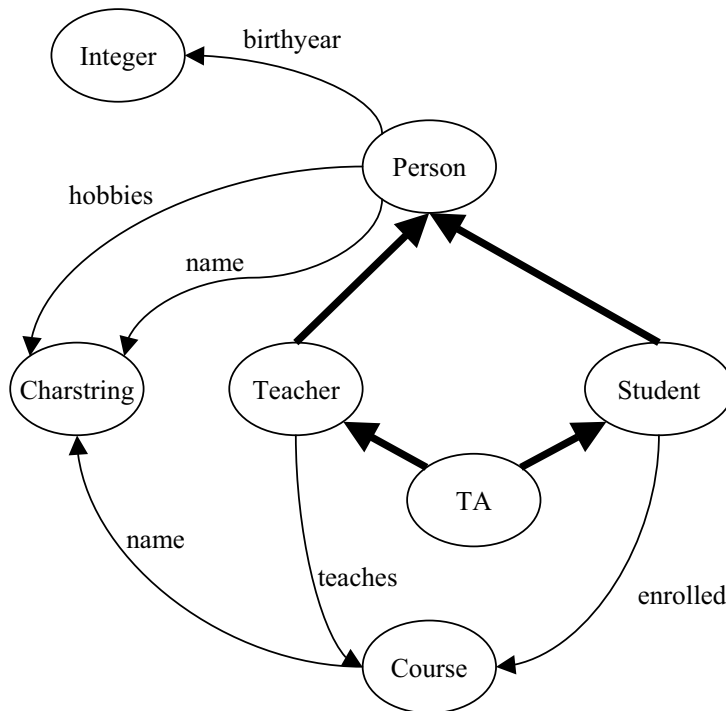 birthyear
Integer
Person
hobbies
name
Charstring
Teacher
Student
TA
name
teaches
enrolled
Course